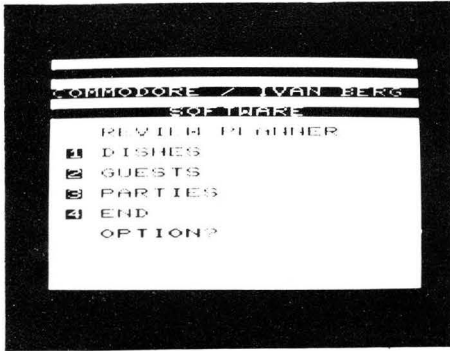 COMMODORE / IVAN BERG
SOFTWARE
REVIEW PLANNER
1 DISHES
2 GUESTS
3 PARTIES
4 END
OPTION?